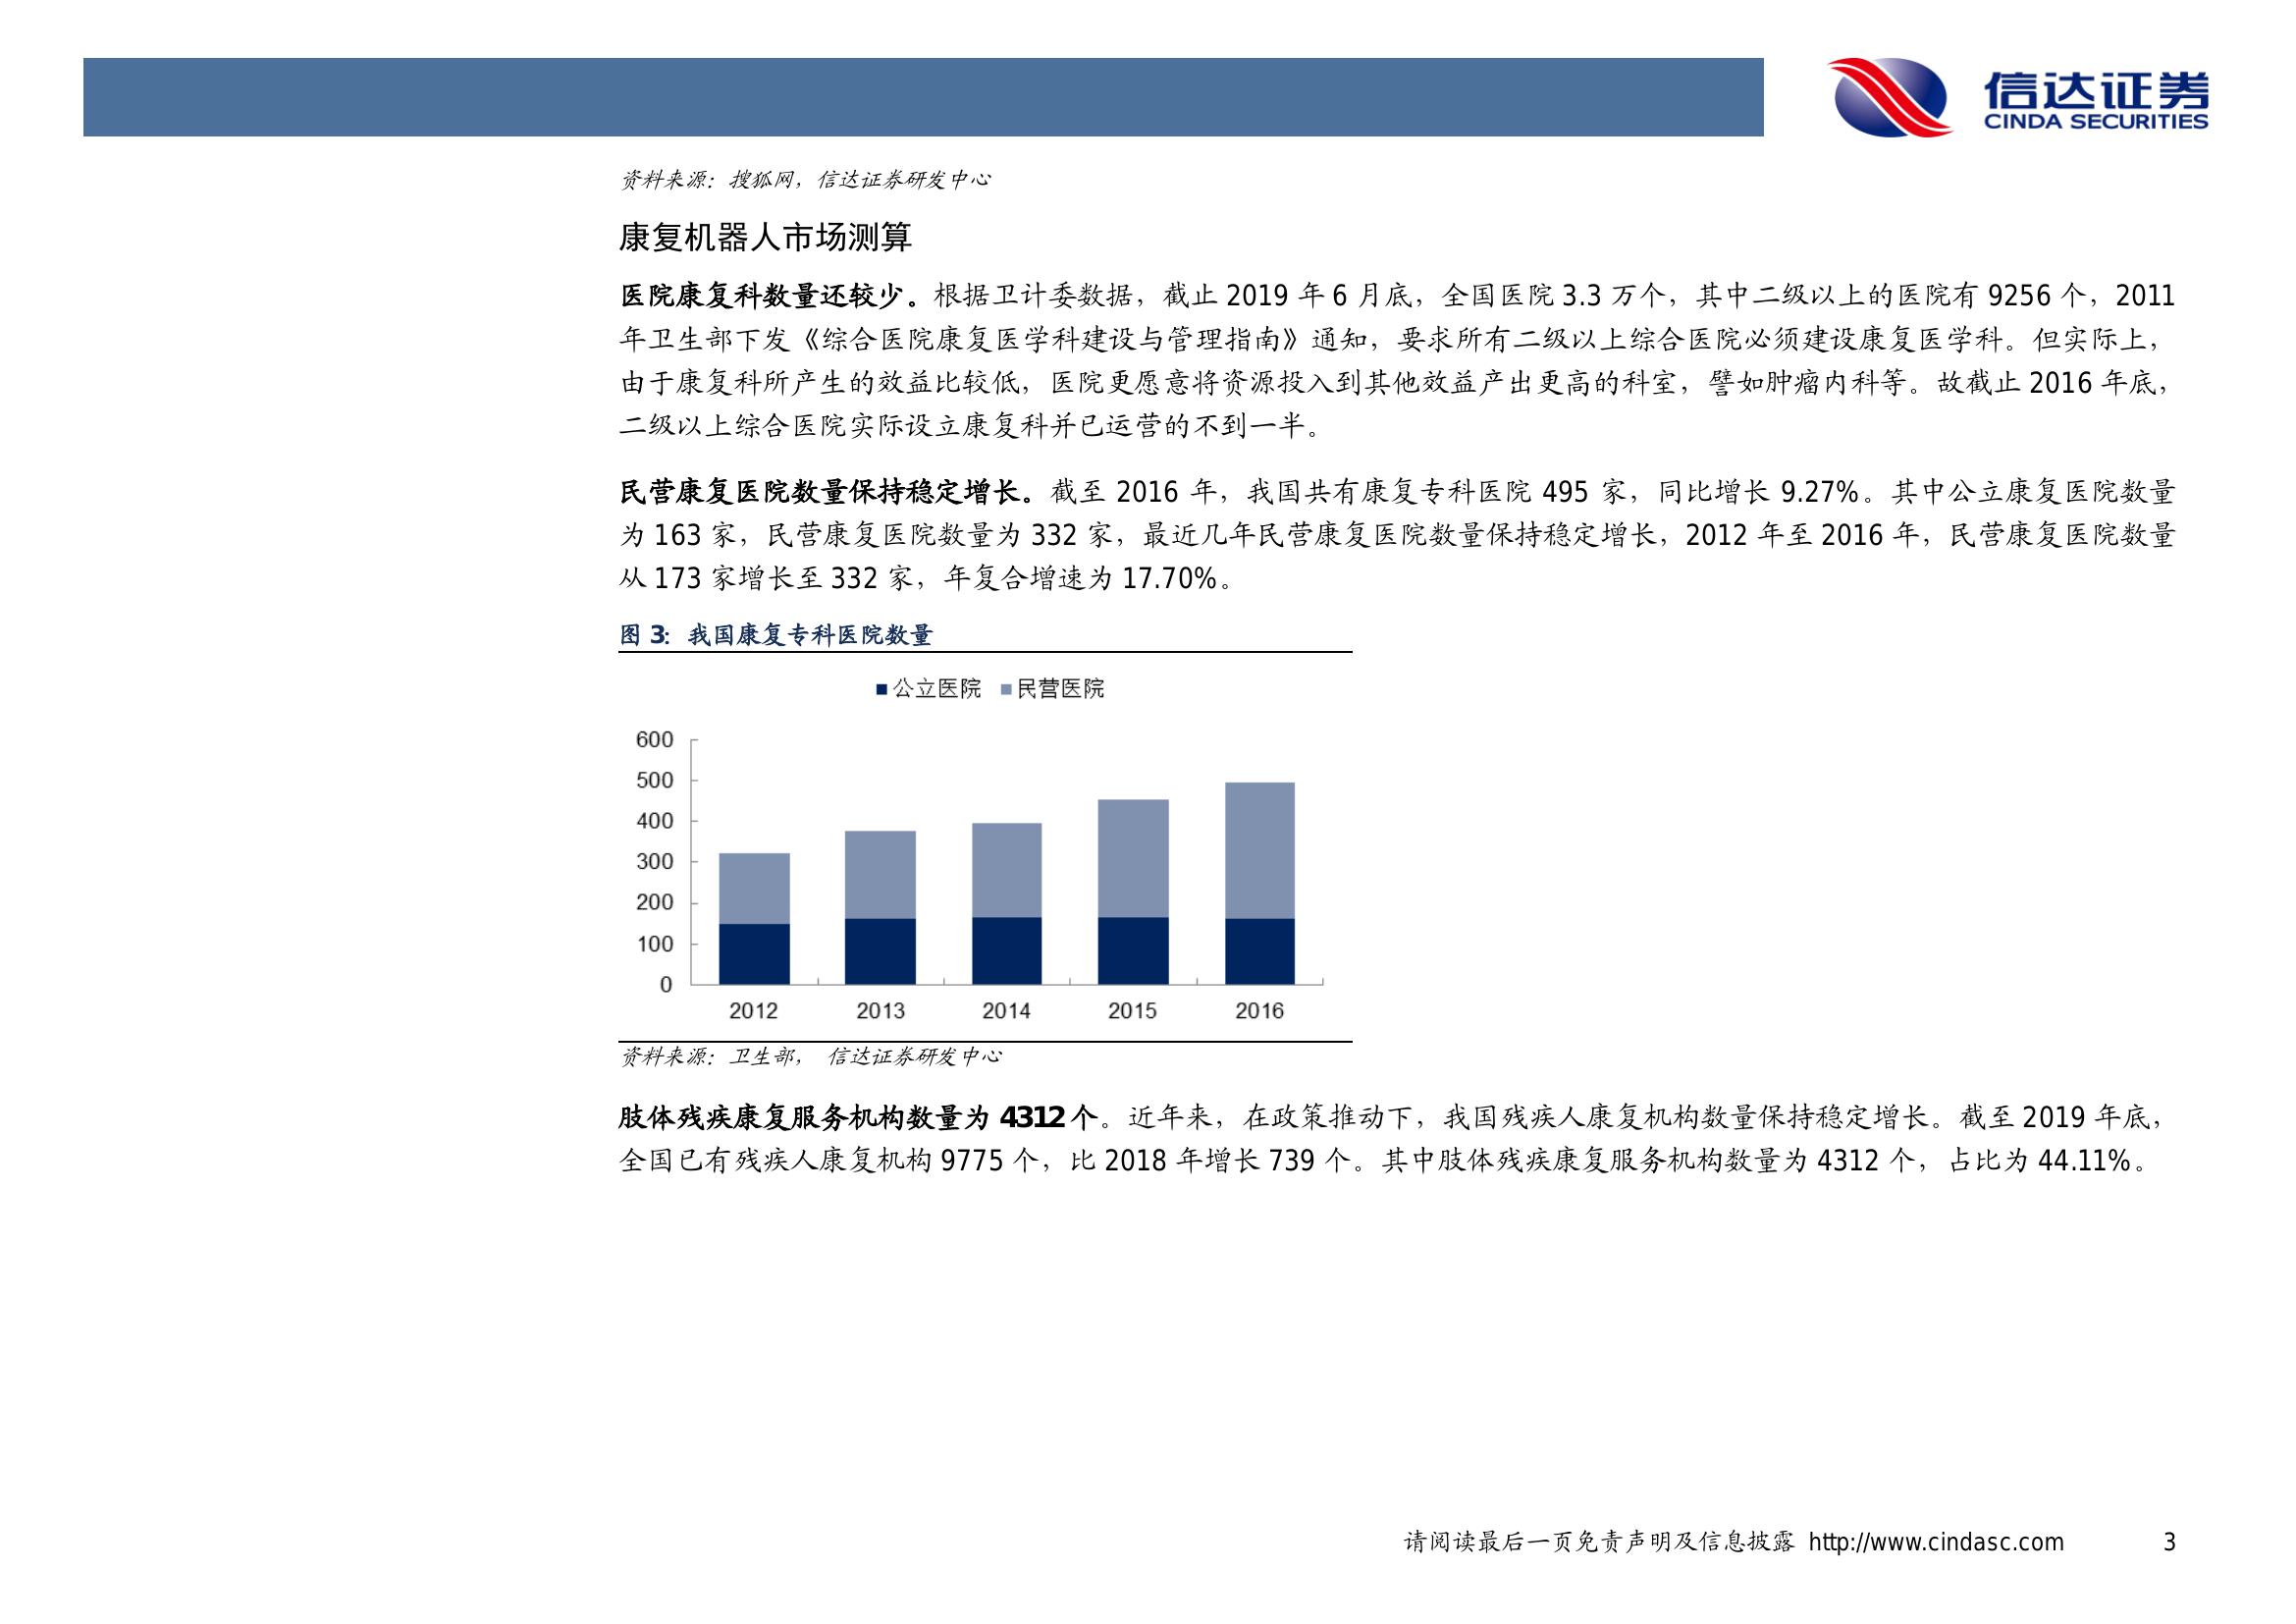 信达证券
CINDA SECURITIES
资料来源：搜狐网，信达证券研发中心
康复机器人市场测算
医院康复科数量还较少。根据卫计委数据，截止 2019 年 6 月底，全国医院 3.3 万个，其中二级以上的医院有 9256 个，2011
年卫生部下发《综合医院康复医学科建设与管理指南》通知，要求所有二级以上综合医院必须建设康复医学科。但实际上，
由于康复科所产生的效益比较低，医院更愿意将资源投入到其他效益产出更高的科室，譬如肿瘤内科等。故截止 2016 年底，
二级以上综合医院实际设立康复科并已运营的不到一半。
民营康复医院数量保持稳定增长。截至 2016 年，我国共有康复专科医院 495 家，同比增长 9.27%。其中公立康复医院数量
为 163 家，民营康复医院数量为 332 家，最近几年民营康复医院数量保持稳定增长，2012 年至 2016 年，民营康复医院数量
从 173 家增长至 332 家，年复合增速为 17.70%。
图 3：我国康复专科医院数量
公立医院 民营医院
600
500
400
300
200
100
0
2012 2013 2014 2015 2016
资料来源：卫生部， 信达证券研发中心
肢体残疾康复服务机构数量为 4312 个。近年来，在政策推动下，我国残疾人康复机构数量保持稳定增长。截至 2019 年底，
全国已有残疾人康复机构 9775 个，比 2018 年增长 739 个。其中肢体残疾康复服务机构数量为 4312 个，占比为 44.11%。
请阅读最后一页免责声明及信息披露 http://www.cindasc.com 3